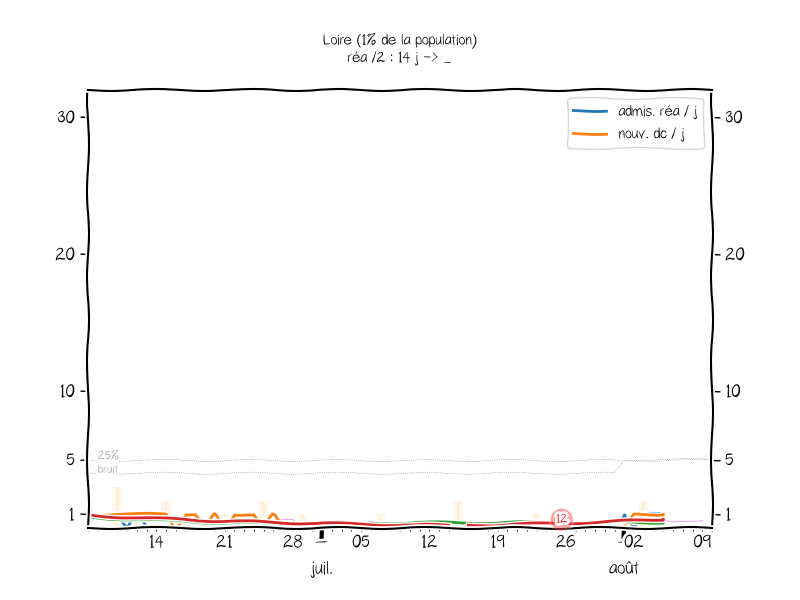 Loire (1% de la population)
réa /2 : 14 j -> _
admis. réa / j
nouv. dc / j
30
30
20
20
10
10
5
5
25%
bruit
1
1
12
14 21 28 05 12 19 26 02 09
juil. août